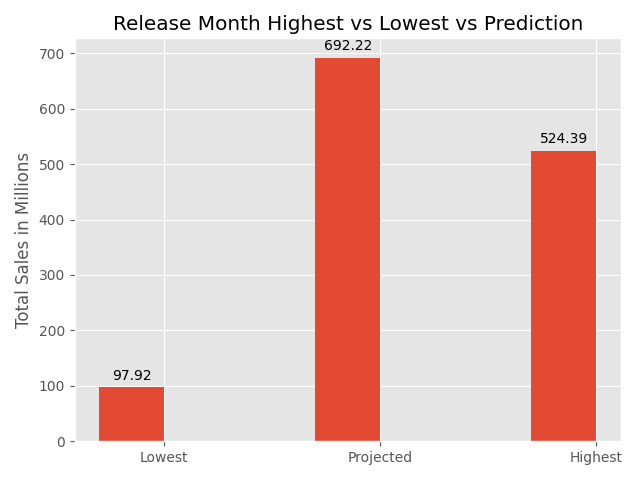 Release Month Highest vs Lowest vs Prediction
Total Sales in Millions
700
600
500
400
300
200
100
0
97.92
692.22
524.39
Lowest
Projected
Highest